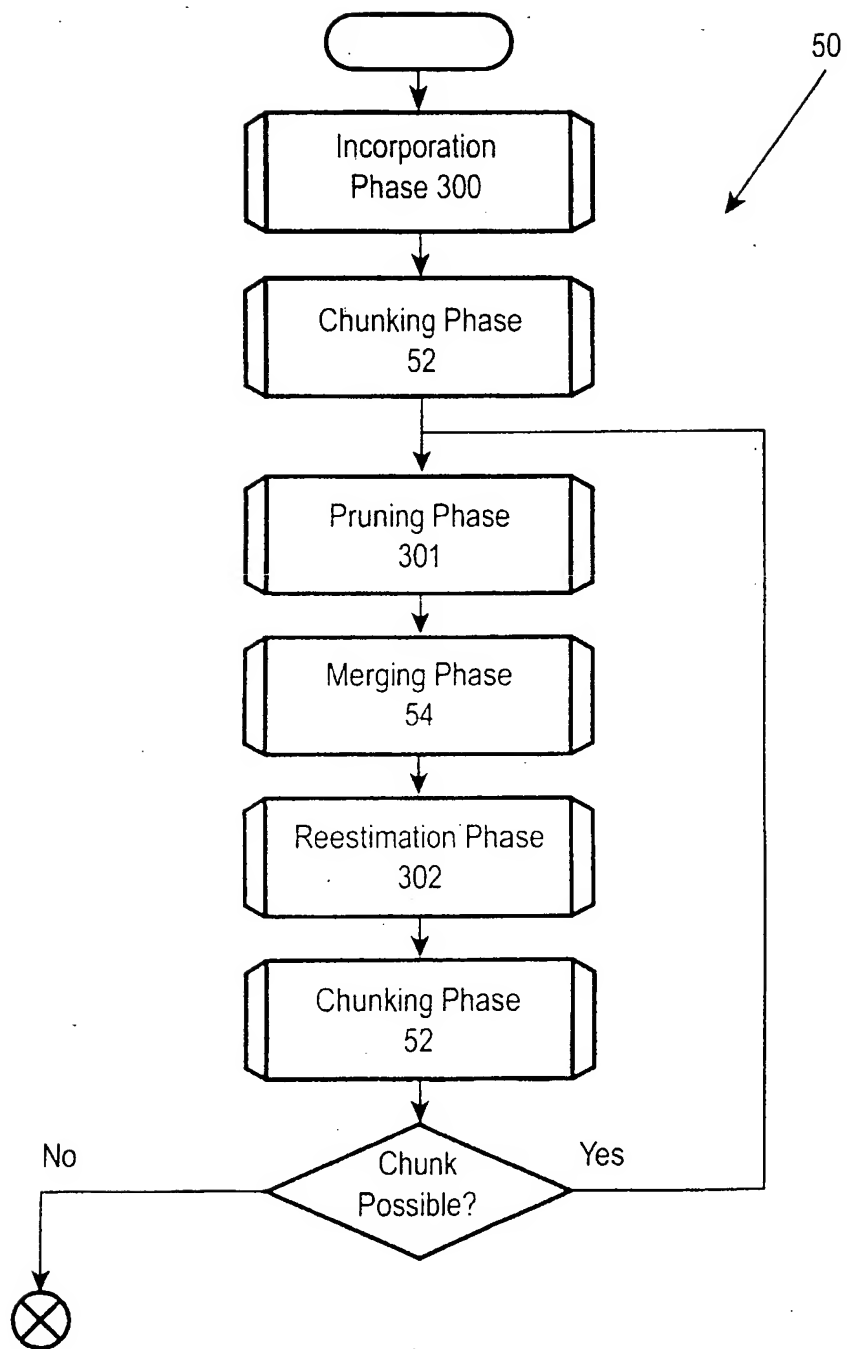 50
Incorporation
Phase 300
Chunking Phase
52
Pruning Phase
301
Merging Phase
54
Reestimation Phase
302
Chunking Phase
52
No
Chunk
Possible?
Yes